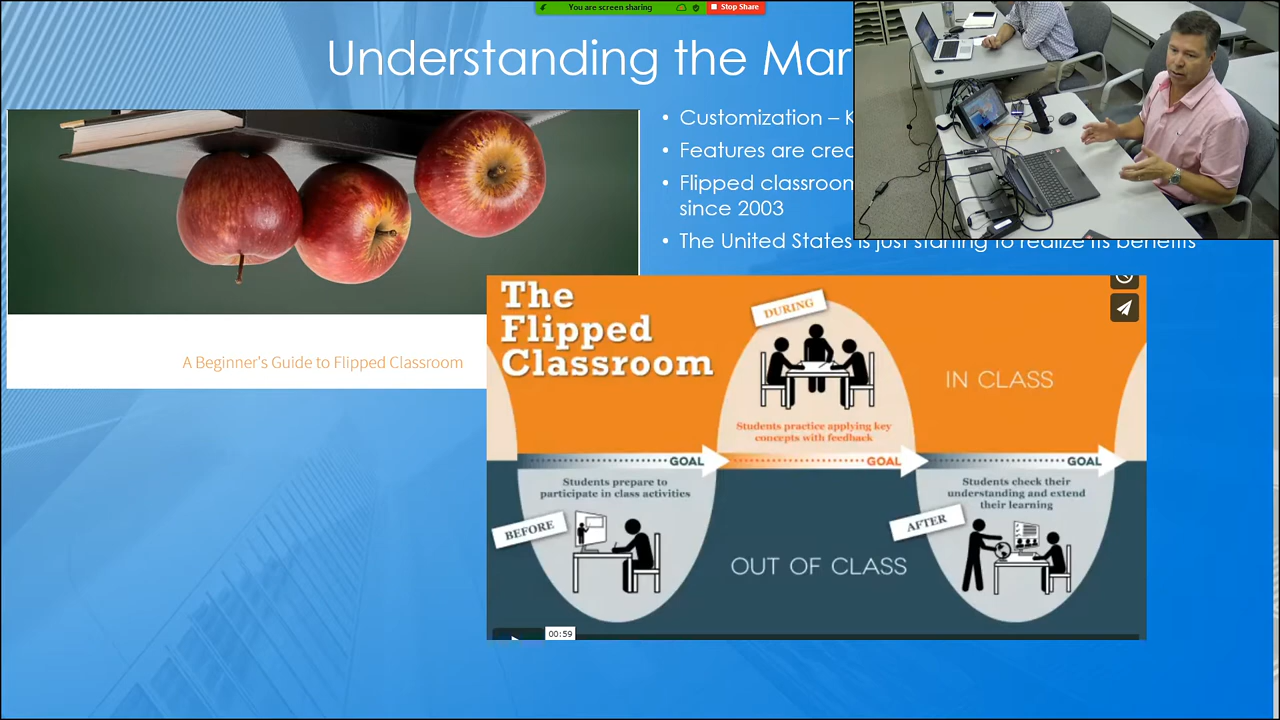 You are screen sharing
Stop Share
Understanding the Mar
• Customization – K
• Features are crea
• Flipped classroom
since 2003
• The United States is just starting to realize its benefits
A Beginner's Guide to Flipped Classroom
The
Flipped
Classroom
DURING
IN CLASS
Students practice applying key
concepts with feedback
GOAL
GOAL
GOAL
Students prepare to
participate in class activities
Students check their
understanding and extend
their learning
BEFORE
AFTER
OUT OF CLASS
00:59